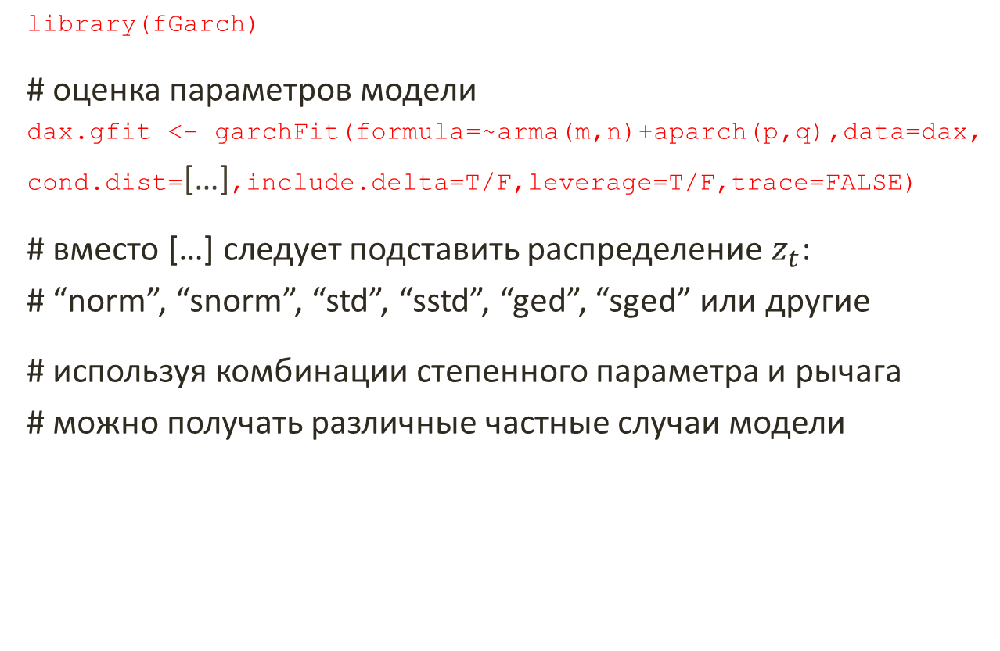 library(fGarch)
# оценка параметров модели
dax.gfit <- garchFit(formula=~arma(m,n)+aparch(p,q),data=dax,
cond.dist=[…],include.delta=T/F,leverage=T/F,trace=FALSE)
# вместо […] следует подставить распределение 𝑧ₜ:
# “norm”, “snorm”, “std”, “sstd”, “ged”, “sged” или другие
# используя комбинации степенного параметра и рычага
# можно получать различные частные случаи модели